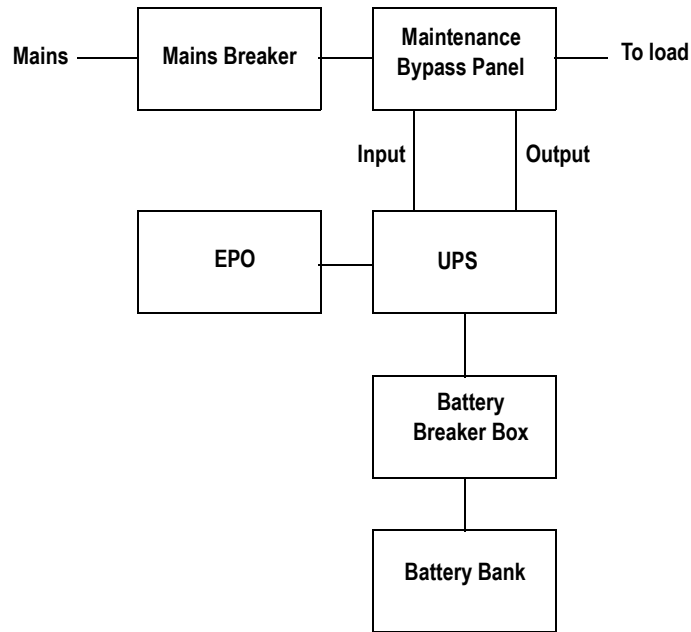 Mains
Mains Breaker
Maintenance
Bypass Panel
To load
Input
Output
EPO
UPS
Battery
Breaker Box
Battery Bank